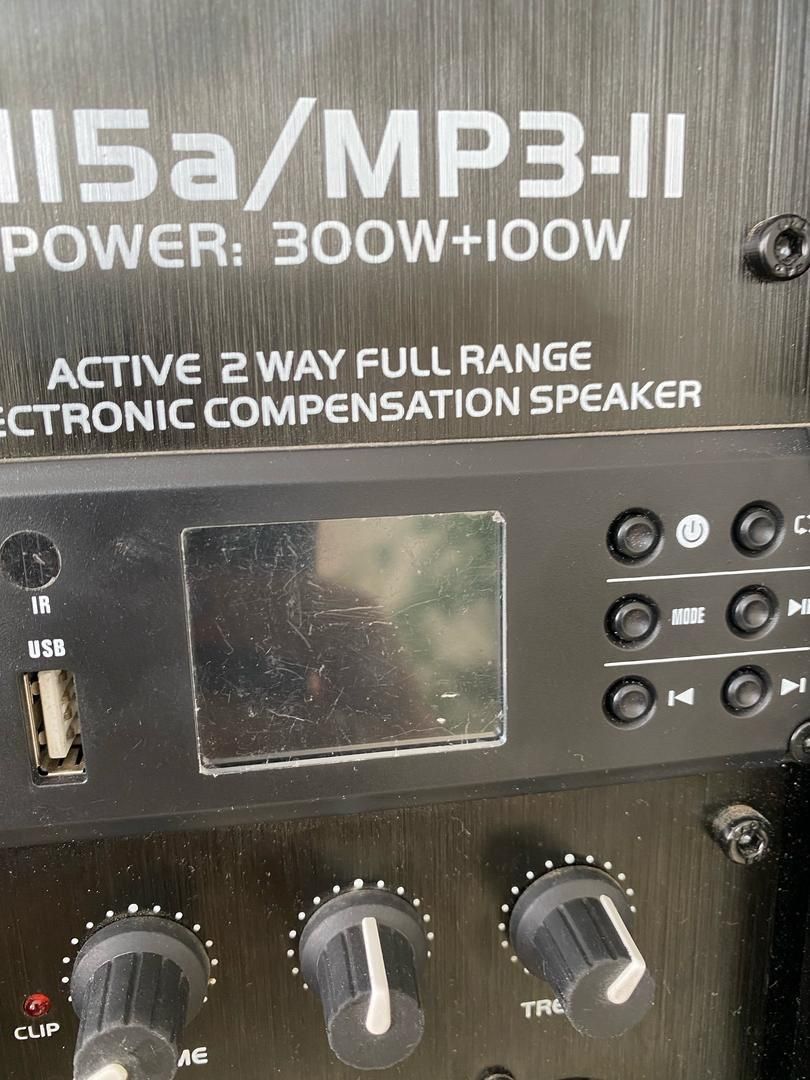 115a/MP3-II
POWER: 300W+100W
ACTIVE 2 WAY FULL RANGE
ECTRONIC COMPENSATION SPEAKER
IR
USB
MODE
CLIP
ME
TRE